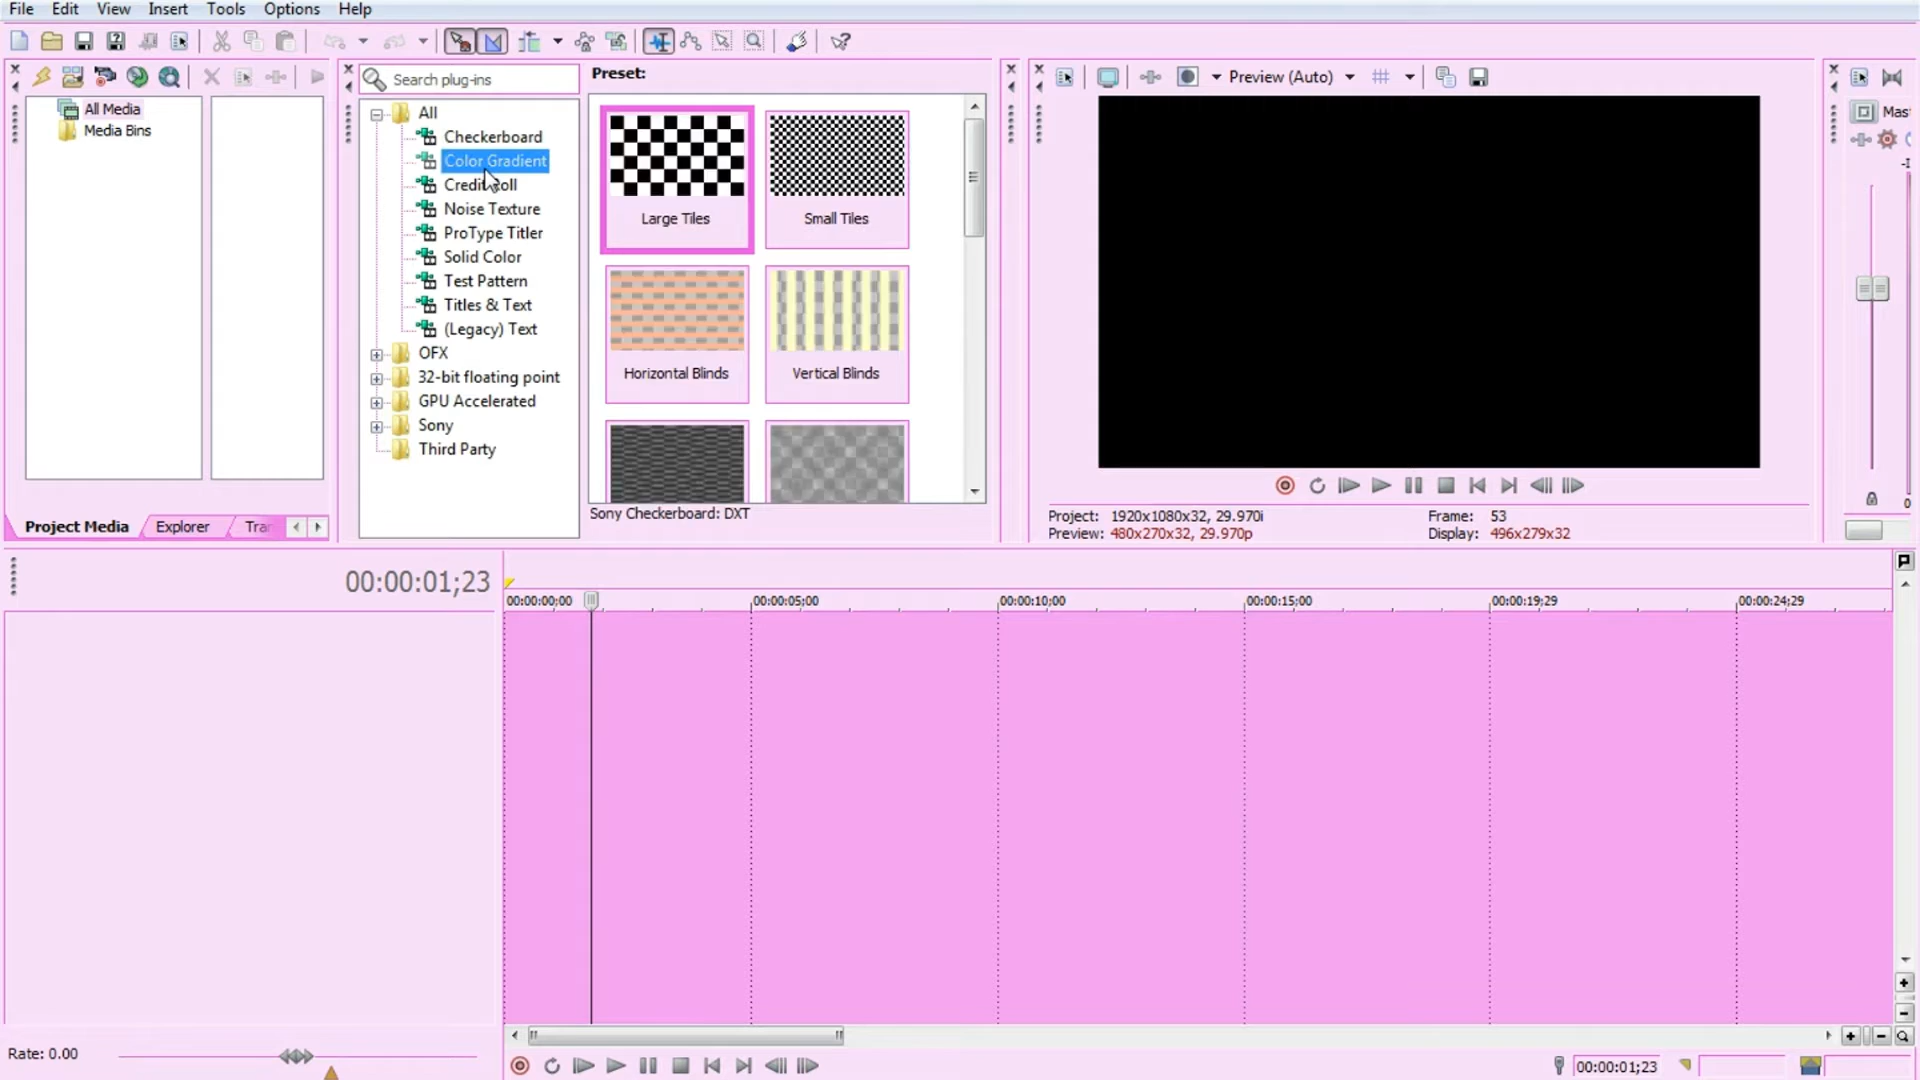 File Edit View Insert Tools Options Help
Search plug-ins
Preset:
Preview (Auto)
All Media
Media Bins
All
Checkerboard
Color Gradient
Noise Texture
ProType Titler
Solid Color
Test Pattern
Titles & Text
(Legacy) Text
OFX
32-bit floating point
GPU Accelerated
Sony
Third Party
Large Tiles
Small Tiles
Horizontal Blinds
Vertical Blinds
Sony Checkerboard: DXT
Mas
Project Media Explorer Tra
Project: 1920x1080x32, 29.970i
Frame: 53
Preview: 480x270x32, 29.970p
Display: 496x279x32
00:00:01;23
00:00:00;00 00:00:05;00 00:00:10;00 00:00:15;00 00:00:19;29 00:00:24;29
Rate: 0.00
00:00:01;23